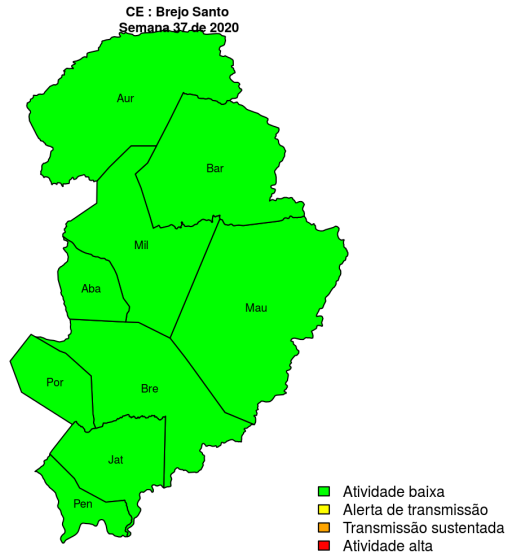 CE : Brejo Santo
Semana 37 de 2020
Aur
Bar
Mil
Aba
Mau
Por
Bre
Jat
Pen
Atividade baixa
Alerta de transmissão
Transmissão sustentada
Atividade alta